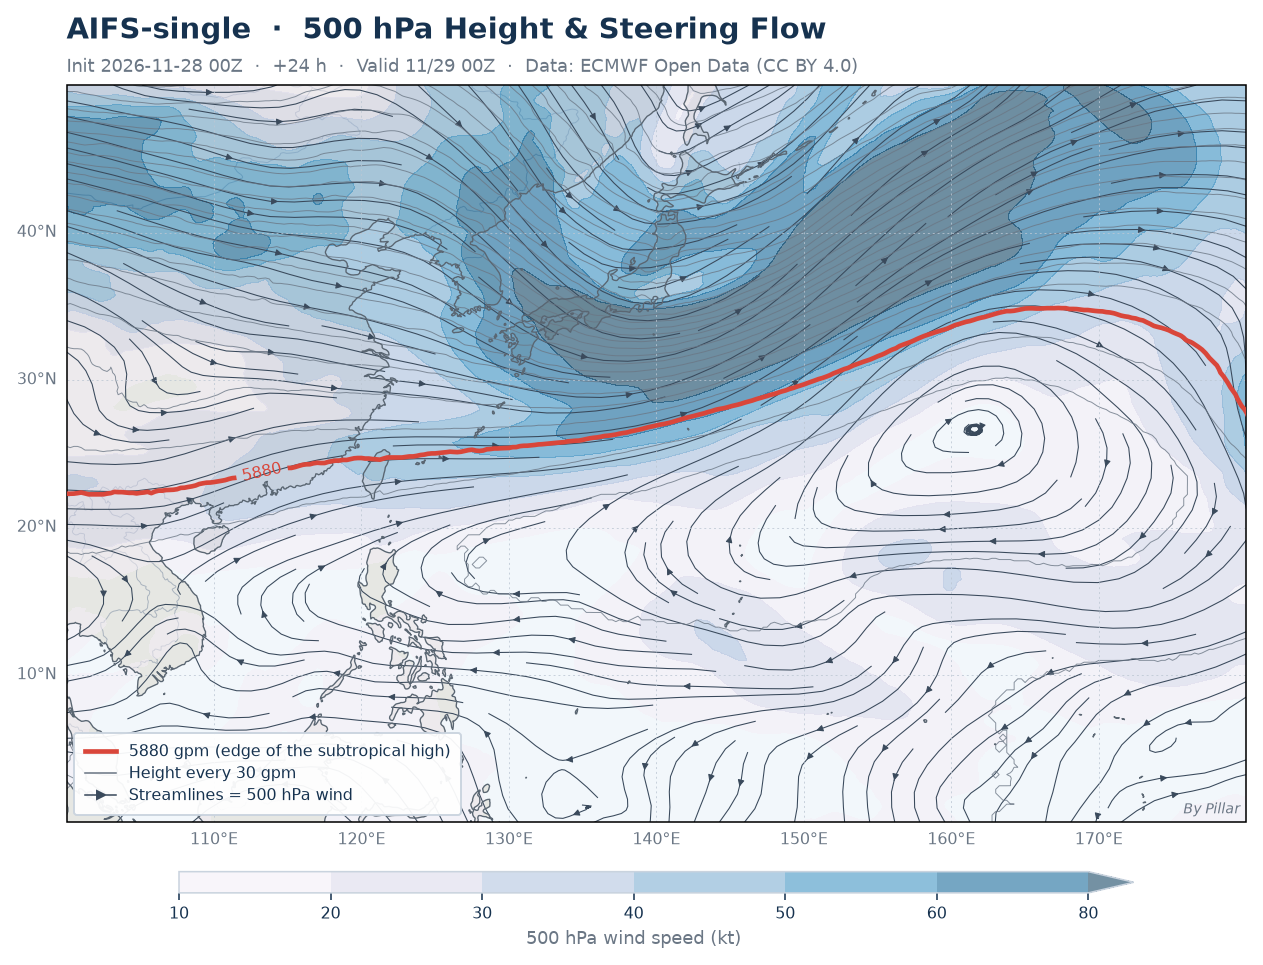 AIFS-single · 500 hPa Height & Steering Flow
Init 2026-11-28 00Z · +24 h · Valid 11/29 00Z · Data: ECMWF Open Data (CC BY 4.0)
40°N
30°N
20°N
10°N
5880
5880 gpm (edge of the subtropical high)
Height every 30 gpm
Streamlines = 500 hPa wind
By Pillar
110°E 120°E 130°E 140°E 150°E 160°E 170°E
10 20 30 40 50 60 80
500 hPa wind speed (kt)